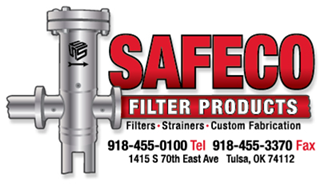 SAFECO
FILTER PRODUCTS
Filters • Strainers • Custom Fabrication
918-455-0100 Tel 918-455-3370 Fax
1415 S 70th East Ave Tulsa, OK 74112